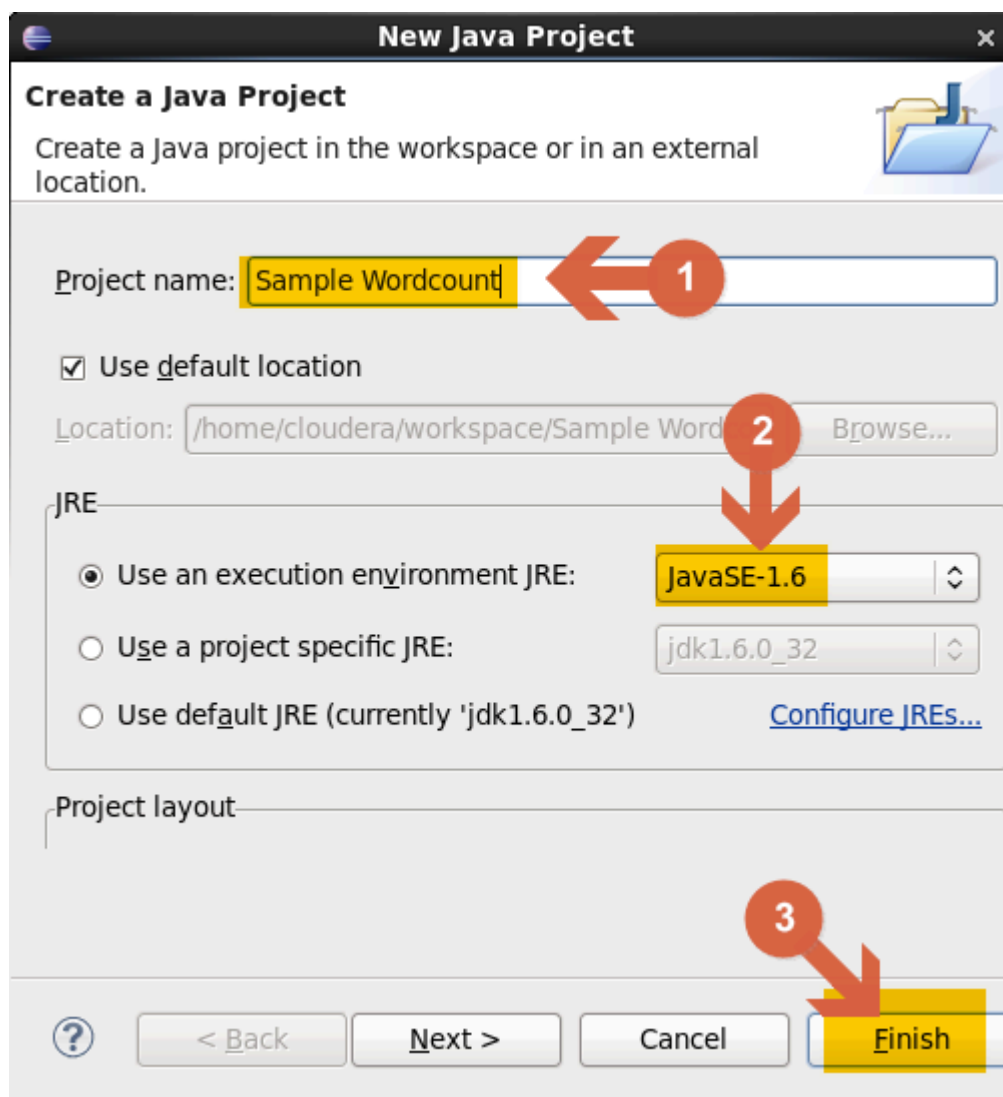 New Java Project
Create a Java Project
Create a Java project in the workspace or in an external
location.
Project name: Sample Wordcount
1
Use default location
2
Location: /home/cloudera/workspace/Sample Browse...
JRE
Use an execution environment JRE: JavaSE-1.6
Use a project specific JRE: jdk1.6.0_32
Use default JRE (currently 'jdk1.6.0_32') Configure JREs...
Project layout
3
? < Back Next > Cancel Finish